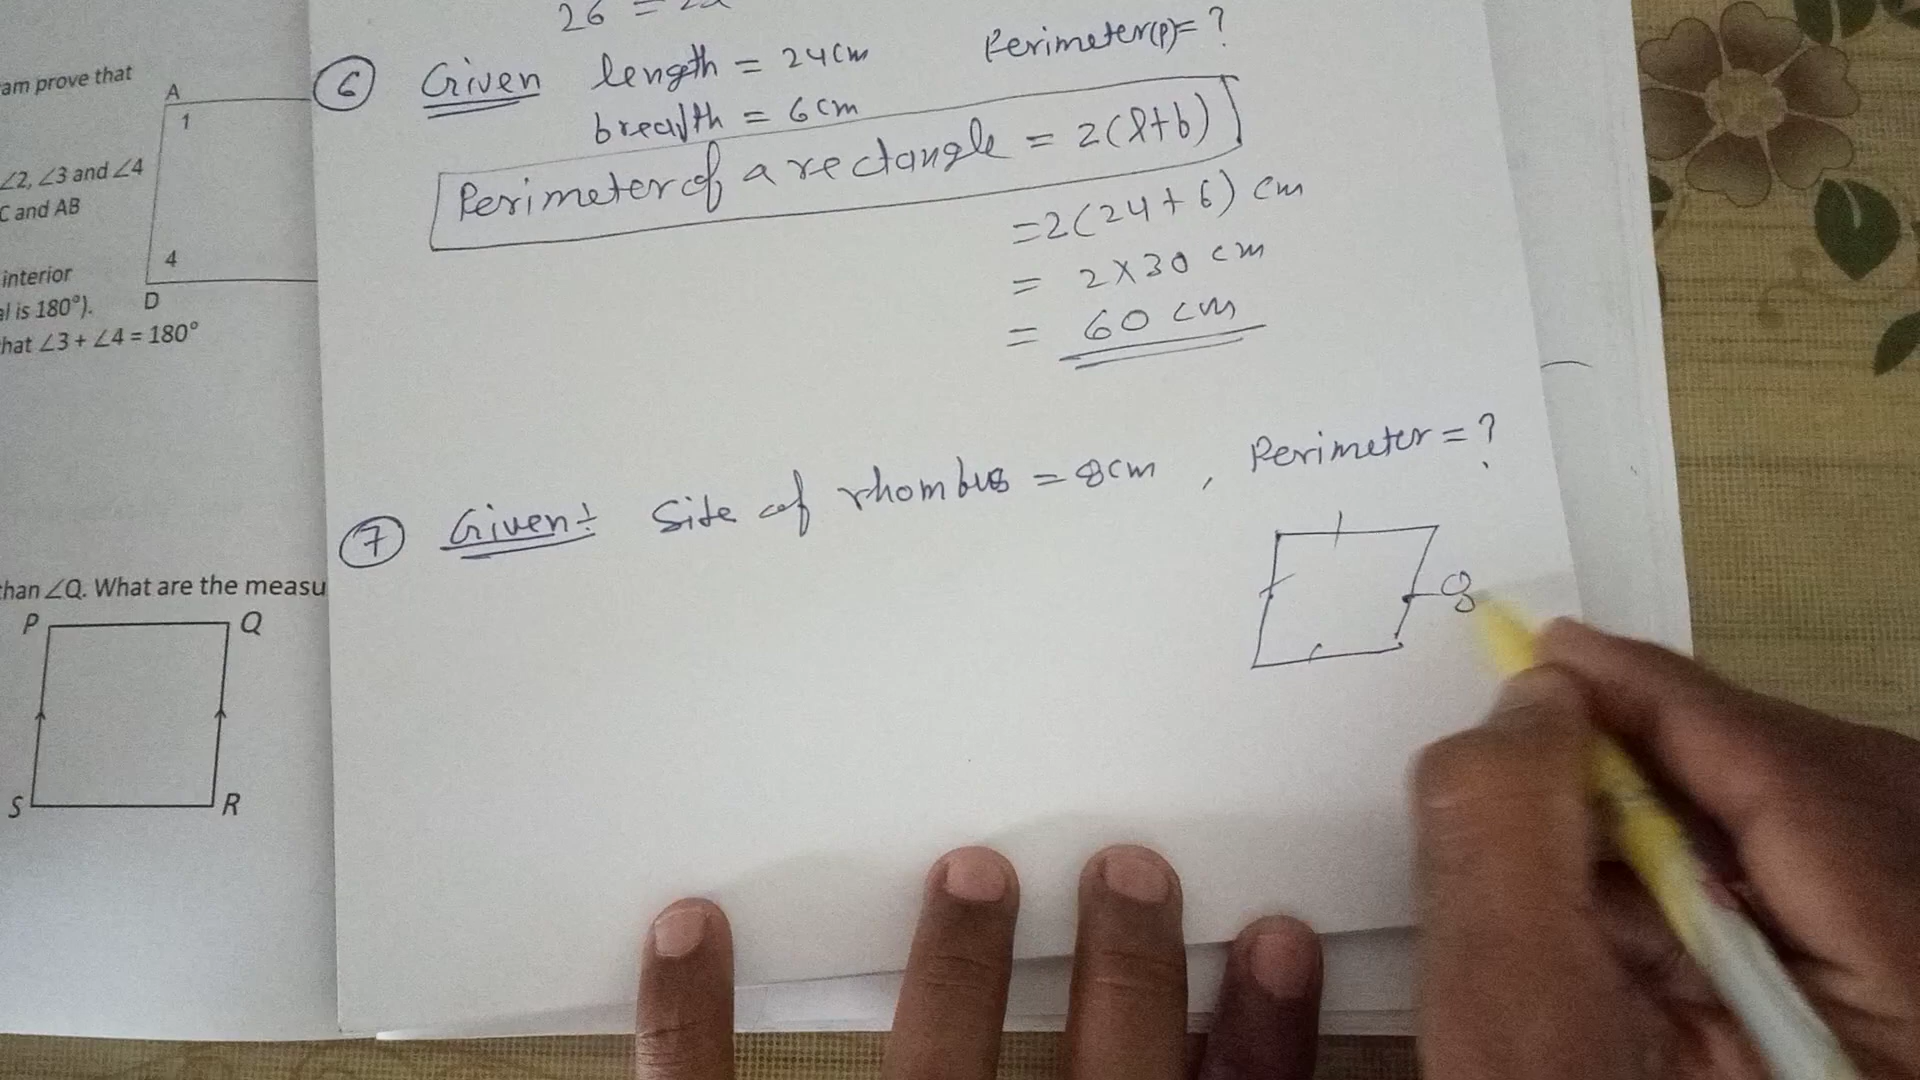 am prove that
A
1
∠2, ∠3 and ∠4
C and AB
4
interior
D
al is 180°).
that ∠3 + ∠4 = 180°
than ∠Q. What are the measu
P
Q
S
R
26 =
6 Given length = 24cm Perimeter(P)= ?
breadth = 6cm
Perimeter of a rectangle = 2(l+b)
=2(24+6) cm
= 2x30 cm
= 60 cm
7 Given: Side of rhombus = 8cm , Perimeter = ?
8